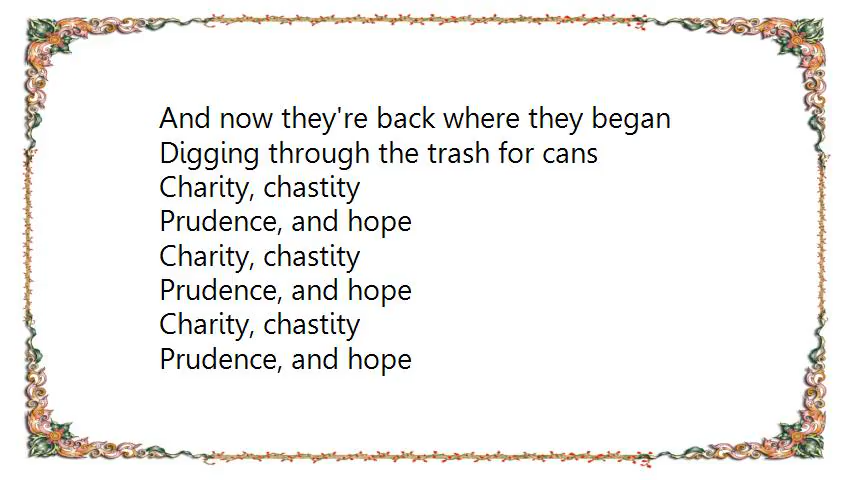 And now they're back where they began
Digging through the trash for cans
Charity, chastity
Prudence, and hope
Charity, chastity
Prudence, and hope
Charity, chastity
Prudence, and hope